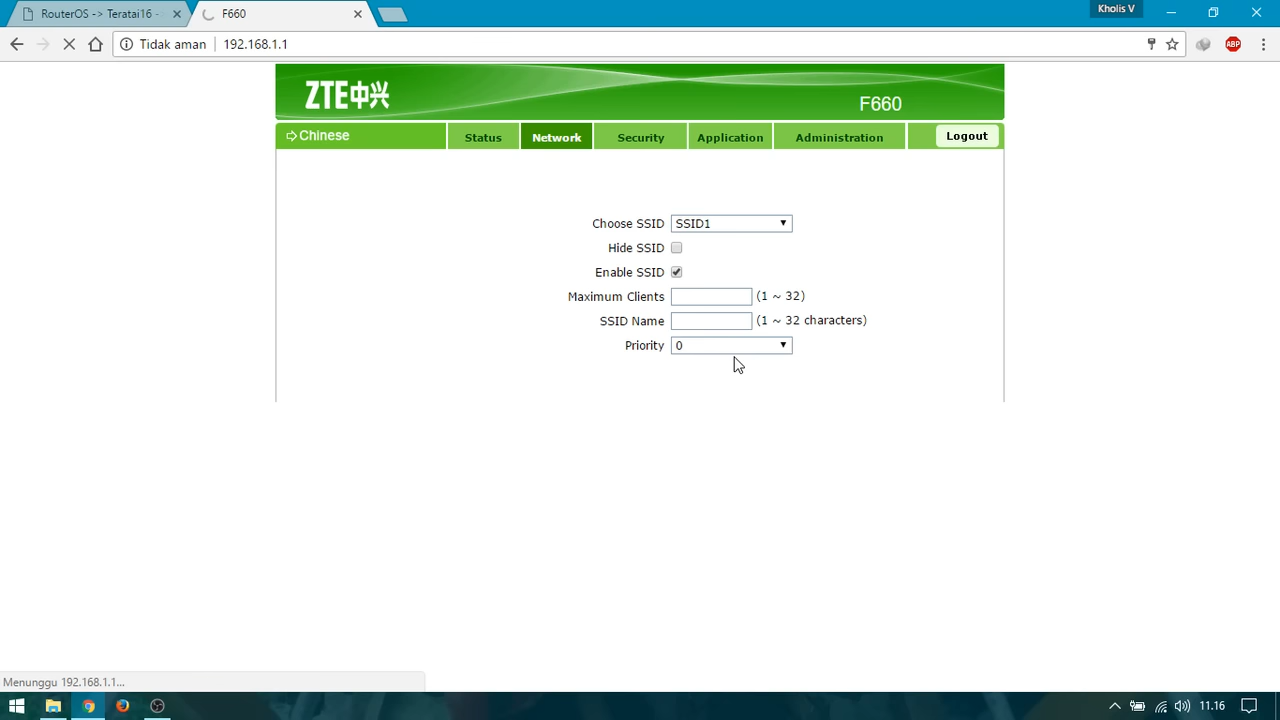 RouterOS -> Teratai16 -
F660
Kholis V
Tidak aman
192.168.1.1
ABP
ZTE中兴
F660
Chinese
Status
Network
Security
Application
Administration
Logout
Choose SSID SSID1
Hide SSID
Enable SSID
Maximum Clients (1 ~ 32)
SSID Name (1 ~ 32 characters)
Priority 0
Menunggu 192.168.1.1...
11.16